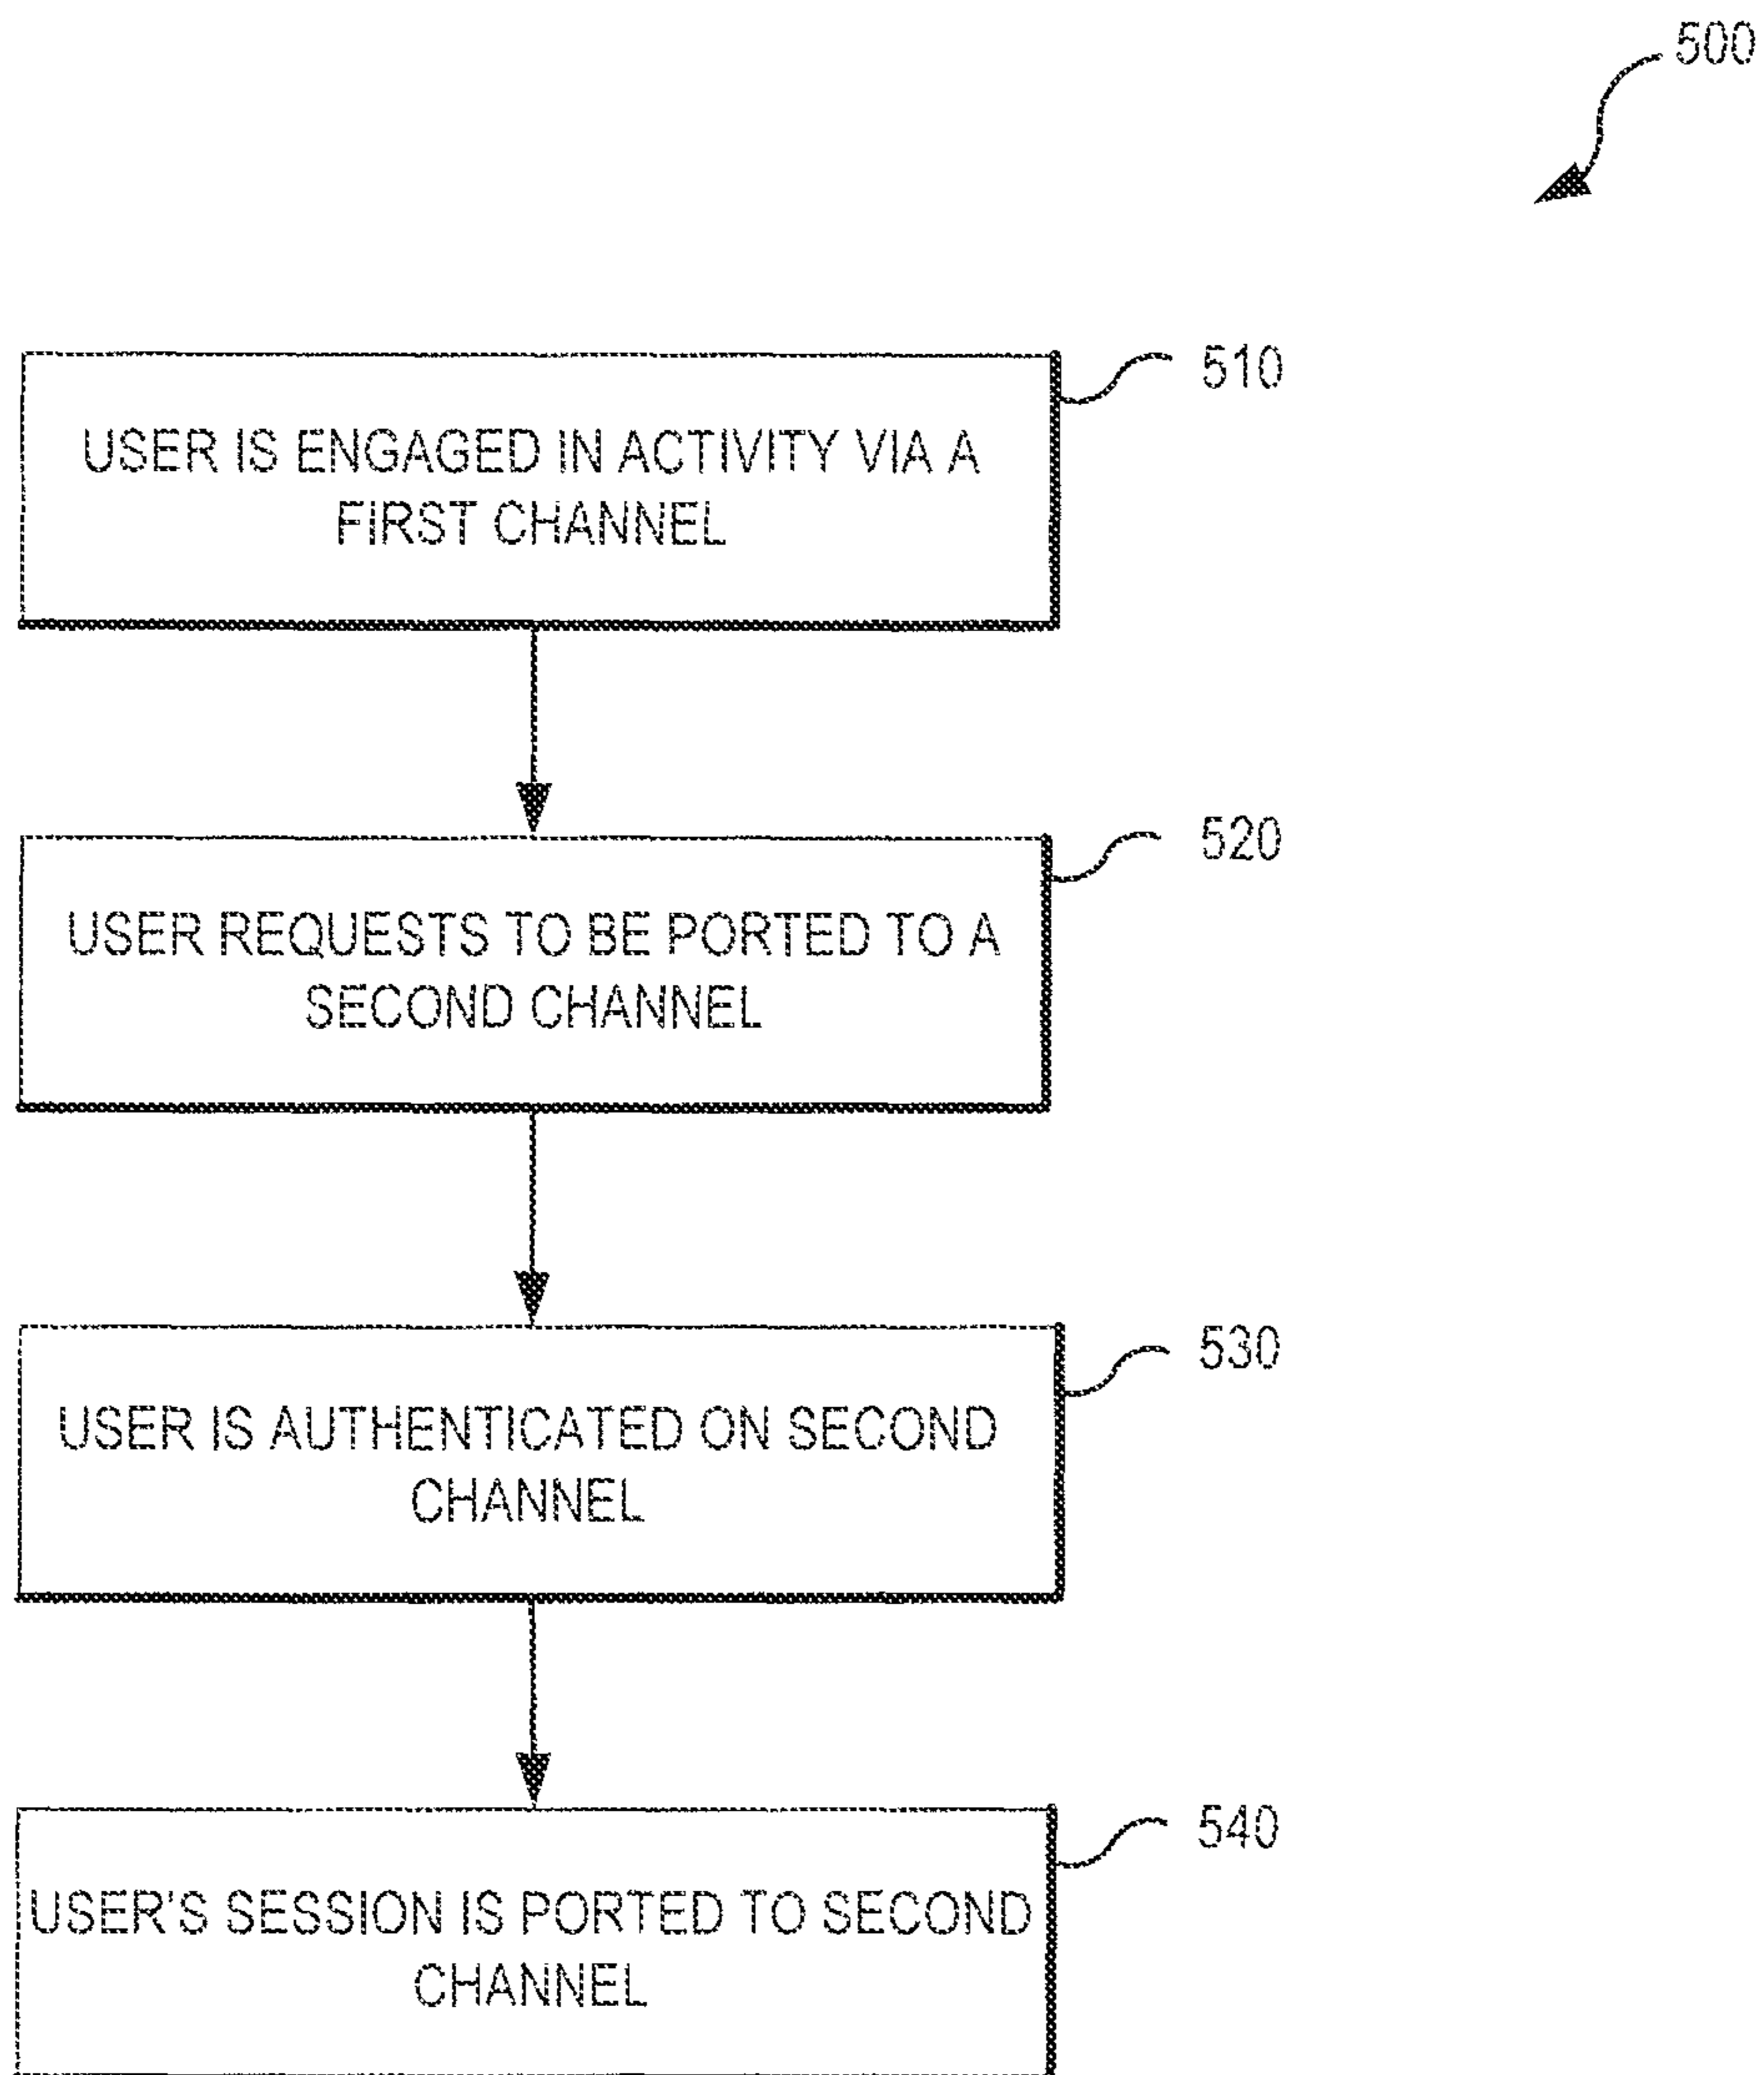 500
510
USER IS ENGAGED IN ACTIVITY VIA A
FIRST CHANNEL
520
USER REQUESTS TO BE PORTED TO A
SECOND CHANNEL
530
USER IS AUTHENTICATED ON SECOND
CHANNEL
540
USER'S SESSION IS PORTED TO SECOND
CHANNEL